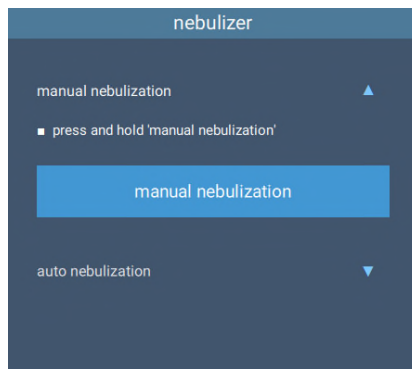 nebulizer
manual nebulization ▲
■ press and hold 'manual nebulization'
manual nebulization
auto nebulization ▼